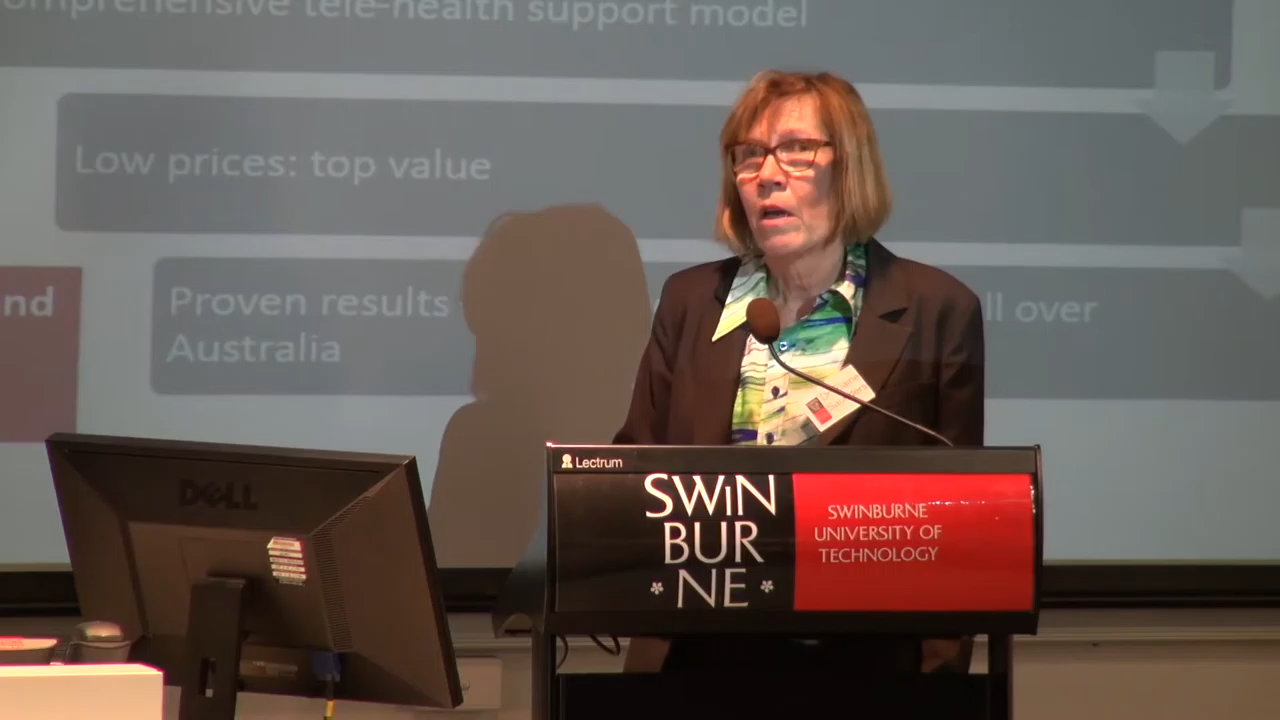 omprehensive tele-health support model
Low prices: top value
Proven results
ll over
Australia
nd
DELL
Lectrum
SWiN
BUR
NE
SWINBURNE
UNIVERSITY OF
TECHNOLOGY